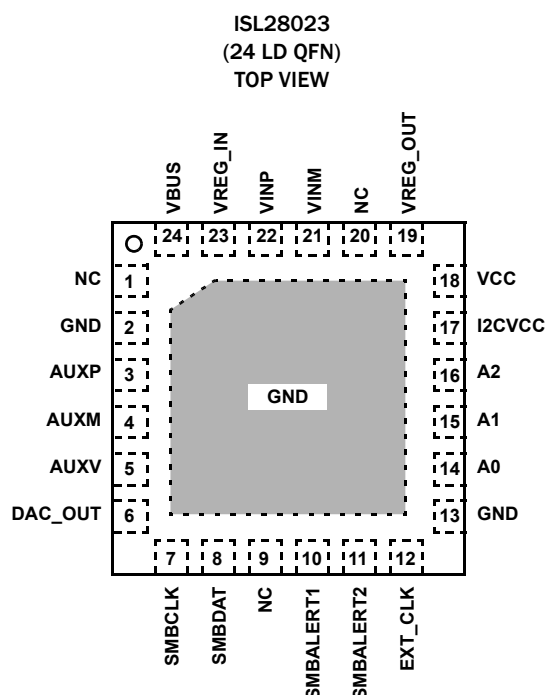 ISL28023
(24 LD QFN)
TOP VIEW
VBUS
VREG_IN
VINP
VINM
NC
VREG_OUT
24 23 22 21 20 19
NC 1
GND 2
AUXP 3
AUXM 4
AUXV 5
DAC_OUT 6
GND
18 VCC
17 I2CVCC
16 A2
15 A1
14 A0
13 GND
7 8 9 10 11 12
SMBCLK
SMBDAT
NC
SMBALERT1
SMBALERT2
EXT_CLK